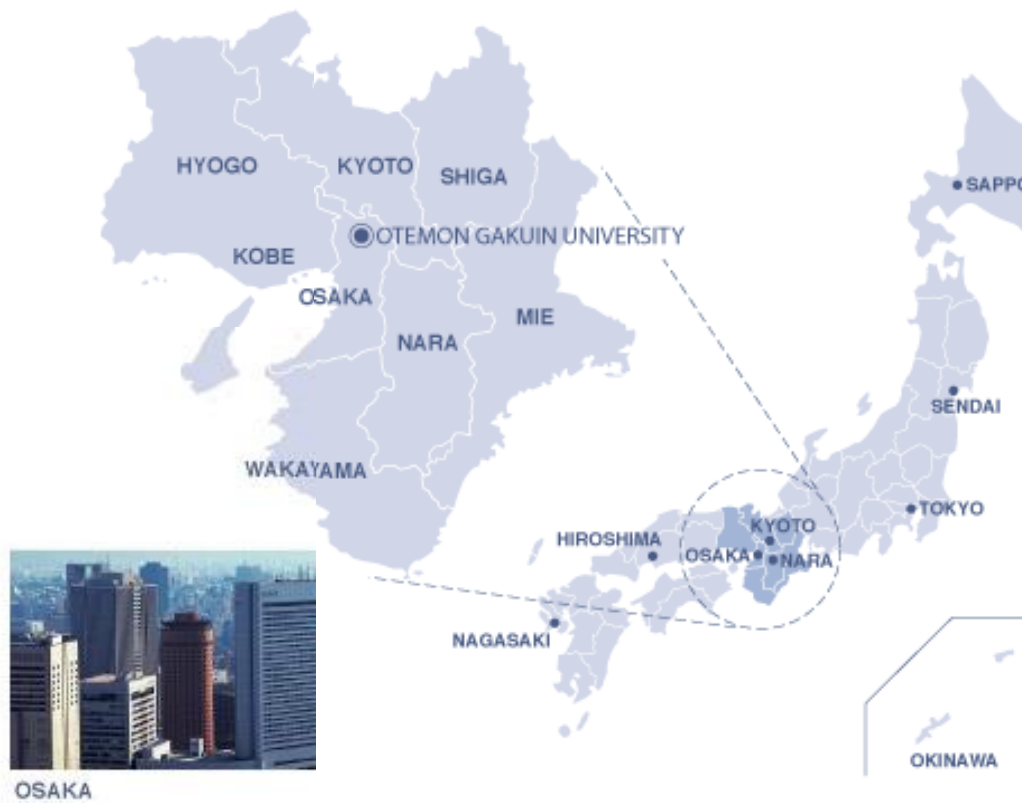 HYOGO
KYOTO
SHIGA
SAPPO
OTEMON GAKUIN UNIVERSITY
KOBE
OSAKA
MIE
NARA
SENDAI
WAKAYAMA
TOKYO
KYOTO
HIROSHIMA
OSAKA
NARA
NAGASAKI
OKINAWA
OSAKA